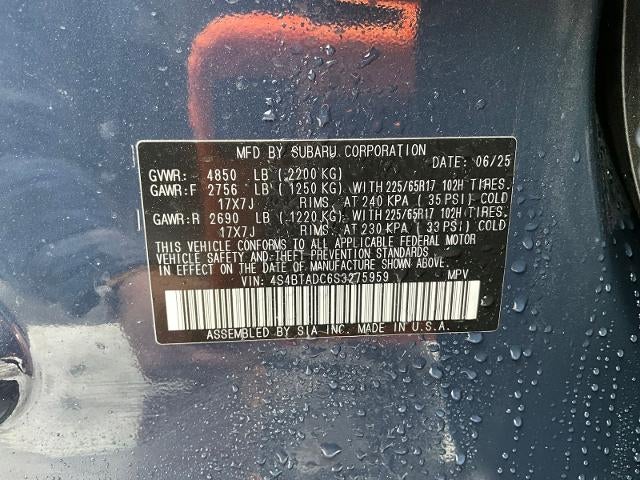 MFD BY SUBARU CORPORATION
DATE: 06/25
GVWR: 4850 LB ( 2200 KG)
GAWR:F 2756 LB ( 1250 KG), WITH 225/65R17 102H TIRES,
17X7J RIMS, AT 240 KPA ( 35 PSI) COLD
GAWR:R 2690 LB ( 1220 KG), WITH 225/65R17 102H TIRES,
17X7J RIMS, AT 230 KPA ( 33 PSI) COLD
THIS VEHICLE CONFORMS TO ALL APPLICABLE FEDERAL MOTOR
VEHICLE SAFETY AND THEFT PREVENTION STANDARDS
IN EFFECT ON THE DATE OF MANUFACTURE SHOWN ABOVE.
VIN: 4S4BTADC6S3275959 MPV
ASSEMBLED BY SIA INC. MADE IN U.S.A.